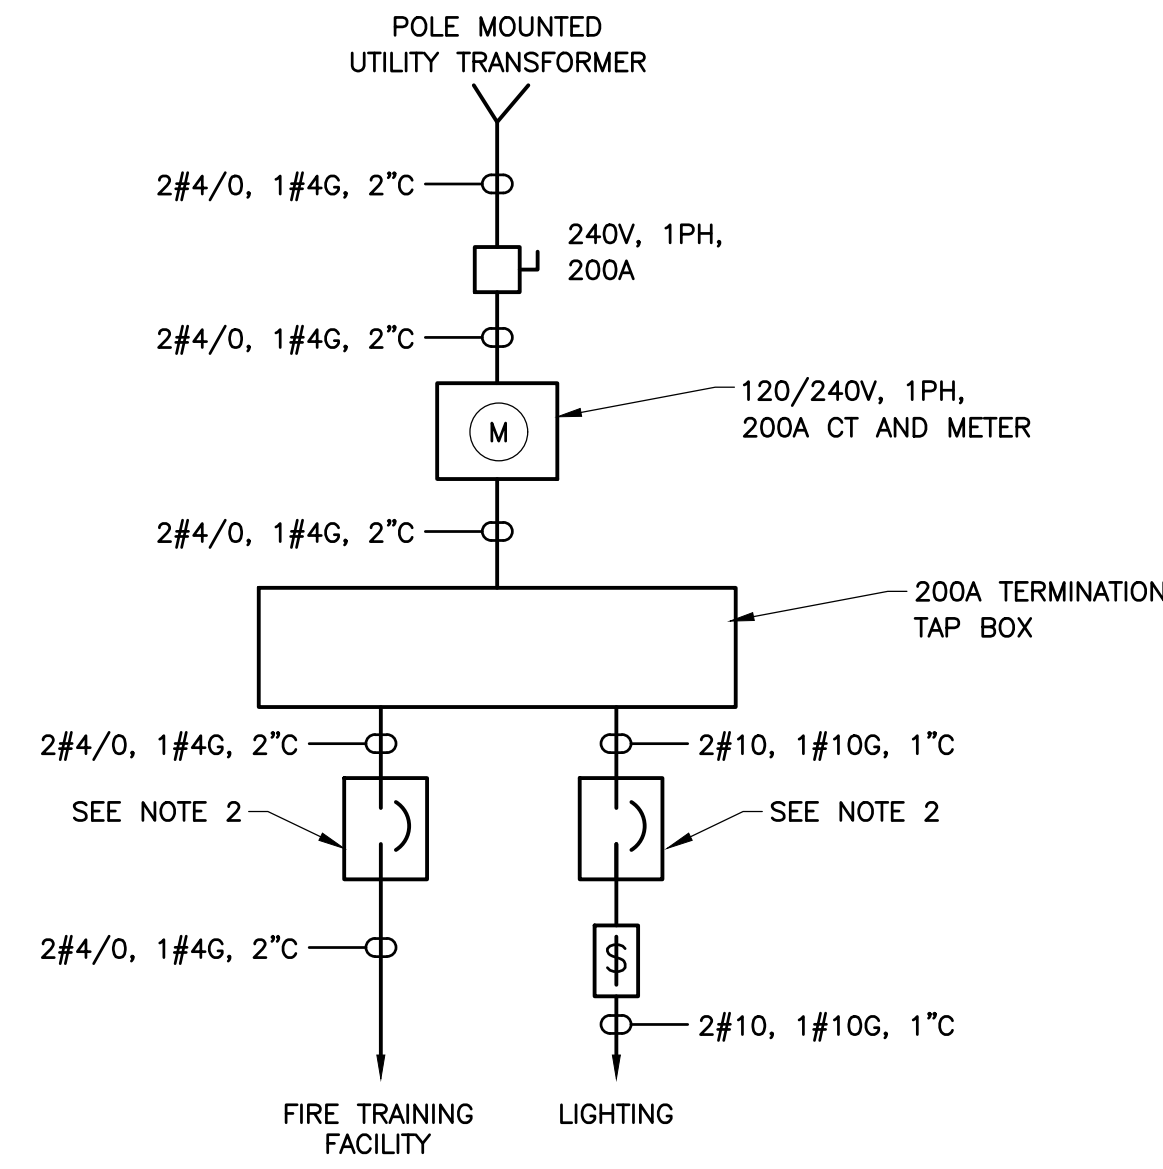 POLE MOUNTED
UTILITY TRANSFORMER
2#4/0, 1#4G, 2”C
240V, 1PH,
200A
2#4/0, 1#4G, 2”C
120/240V, 1PH,
200A CT AND METER
M
2#4/0, 1#4G, 2”C
200A TERMINATION
TAP BOX
2#4/0, 1#4G, 2”C
2#10, 1#10G, 1”C
SEE NOTE 2
SEE NOTE 2
2#4/0, 1#4G, 2”C
$
2#10, 1#10G, 1”C
FIRE TRAINING
FACILITY
LIGHTING